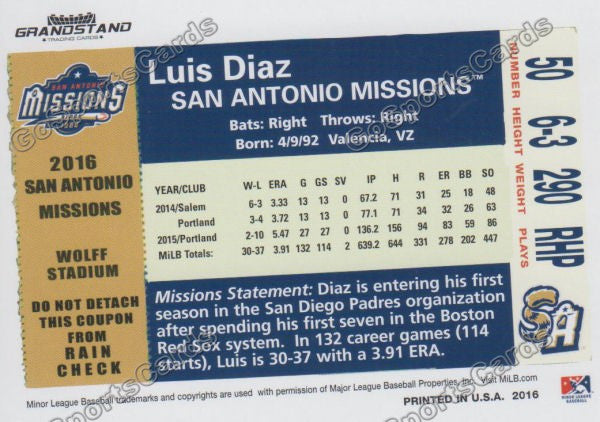 GRANDSTAND
TRADING CARDS
SAN ANTONIO
MISSIONS
2016
SAN ANTONIO
MISSIONS
WOLFF
STADIUM
DO NOT DETACH
THIS COUPON
FROM
RAIN
CHECK
Luis Diaz
SAN ANTONIO MISSIONS™
Bats: Right Throws: Right
Born: 4/9/92 Valencia, VZ
YEAR/CLUB W-L ERA G GS SV IP H R ER BB SO
2014/Salem 6-3 3.33 13 13 0 67.2 71 31 25 18 48
Portland 3-4 3.72 13 13 0 77.1 71 34 32 26 63
2015/Portland 2-10 5.47 27 27 0 136.2 156 94 83 59 86
MiLB Totals: 30-37 3.91 132 114 2 639.2 644 331 278 202 447
Missions Statement: Diaz is entering his first
season in the San Diego Padres organization
after spending his first seven in the Boston
Red Sox system. In 132 career games (114
starts), Luis is 30-37 with a 3.91 ERA.
50 6-3 290 RHP
NUMBER HEIGHT WEIGHT PLAYS
SA
Minor League Baseball trademarks and copyrights are used with permission of Major League Baseball Properties, Inc. Visit MiLB.com
PRINTED IN U.S.A. 2016
MINOR LEAGUE
BASEBALL
GoSportsCards
GoSportsCards
GoSportsCards
GoSportsCards